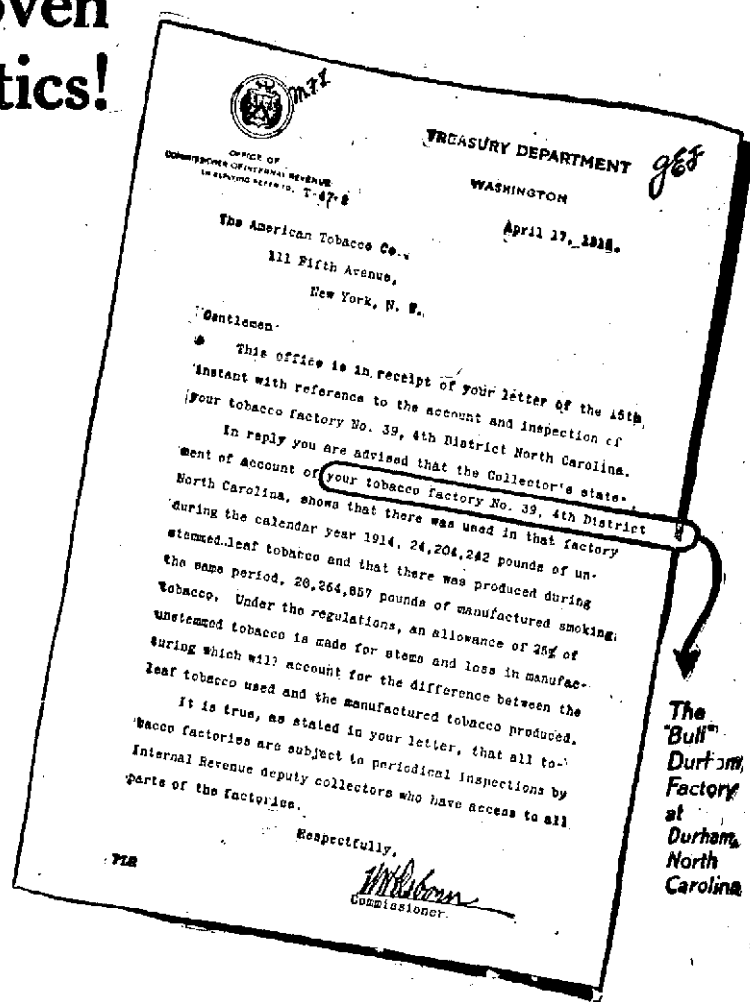 oven
tics!
M.F.F.
TREASURY DEPARTMENT
WASHINGTON
OFFICE OF
COMMISSIONER OF INTERNAL REVENUE
IN REPLYING REFER TO. T-47-2
April 17,
The American Tobacco Co.,
111 Fifth Avenue,
New York, N. Y.
Gentlemen
This office is in receipt of your letter of the 15th
instant with reference to the account and inspection of
your tobacco factory No. 39, 4th District North Carolina.
In reply you are advised that the Collector's state-
ment of account of your tobacco factory No. 39, 4th District
North Carolina, shows that there was used in that factory
during the calendar year 1914, 24,204,242 pounds of un-
stemmed leaf tobacco and that there was produced during
the same period, 20,264,857 pounds of manufactured smoking
tobacco. Under the regulations, an allowance of 25% of
unstemmed tobacco is made for stems and loss in manufac-
turing which will account for the difference between the
leaf tobacco used and the manufactured tobacco produced.
It is true, as stated in your letter, that all to-
bacco factories are subject to periodical inspections by
Internal Revenue deputy collectors who have access to all
parts of the factories.
Respectfully,
WHOsborn
Commissioner.
The
"Bull"
Durham
Factory
at
Durham,
North
Carolina